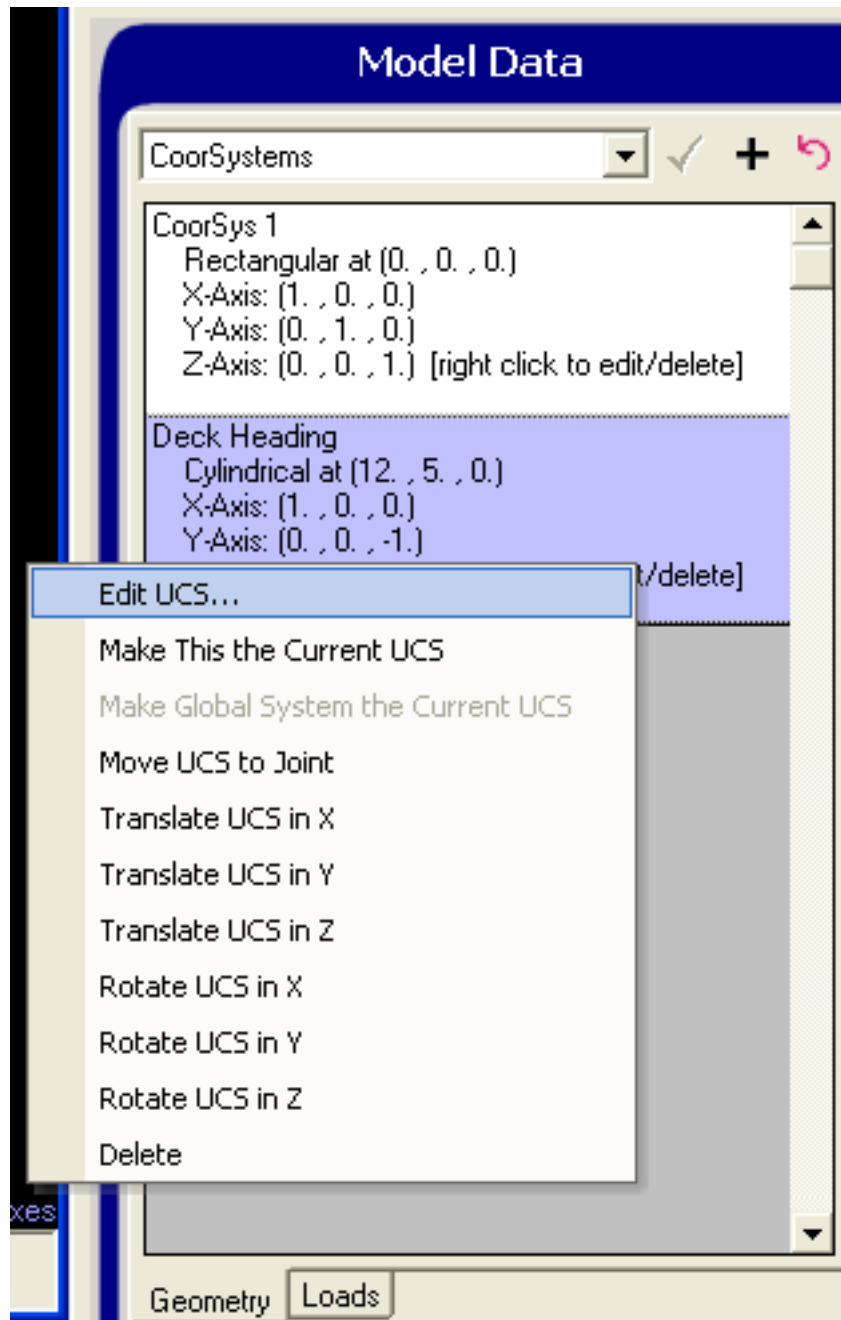 Model Data
CoorSystems
CoorSys 1
Rectangular at (0. , 0. , 0.)
X-Axis: (1. , 0. , 0.)
Y-Axis: (0. , 1. , 0.)
Z-Axis: (0. , 0. , 1.) [right click to edit/delete]
Deck Heading
Cylindrical at (12. , 5. , 0.)
X-Axis: (1. , 0. , 0.)
Y-Axis: (0. , 0. , -1.)
t/delete]
Edit UCS...
Make This the Current UCS
Make Global System the Current UCS
Move UCS to Joint
Translate UCS in X
Translate UCS in Y
Translate UCS in Z
Rotate UCS in X
Rotate UCS in Y
Rotate UCS in Z
Delete
xes
Geometry Loads